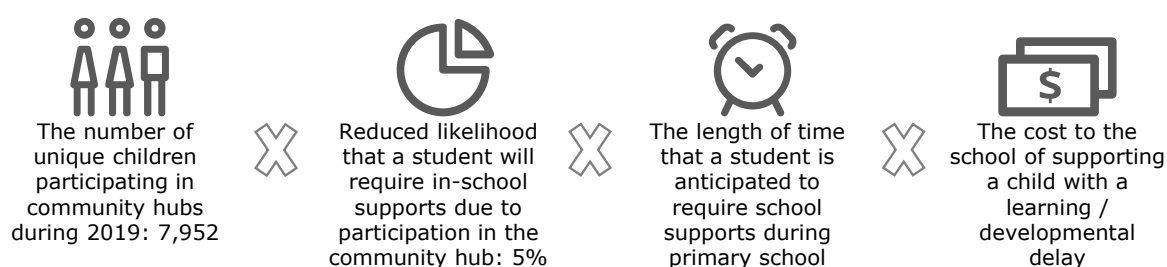 The number of
unique children
participating in
community hubs
during 2019: 7,952
Reduced likelihood
that a student will
require in-school
supports due to
participation in the
community hub: 5%
The length of time
that a student is
anticipated to
require school
supports during
primary school
$
The cost to the
school of supporting
a child with a
learning /
developmental
delay